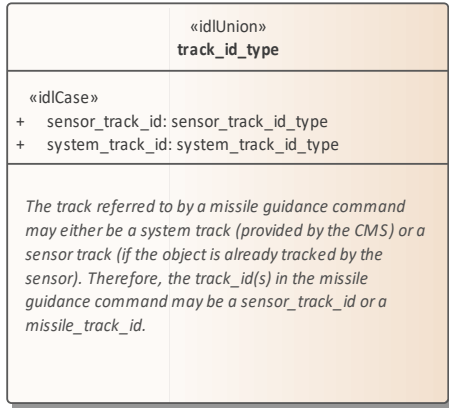 «idlUnion»
track_id_type
«idlCase»
+ sensor_track_id: sensor_track_id_type
+ system_track_id: system_track_id_type
The track referred to by a missile guidance command
may either be a system track (provided by the CMS) or a
sensor track (if the object is already tracked by the
sensor). Therefore, the track_id(s) in the missile
guidance command may be a sensor_track_id or a
missile_track_id.